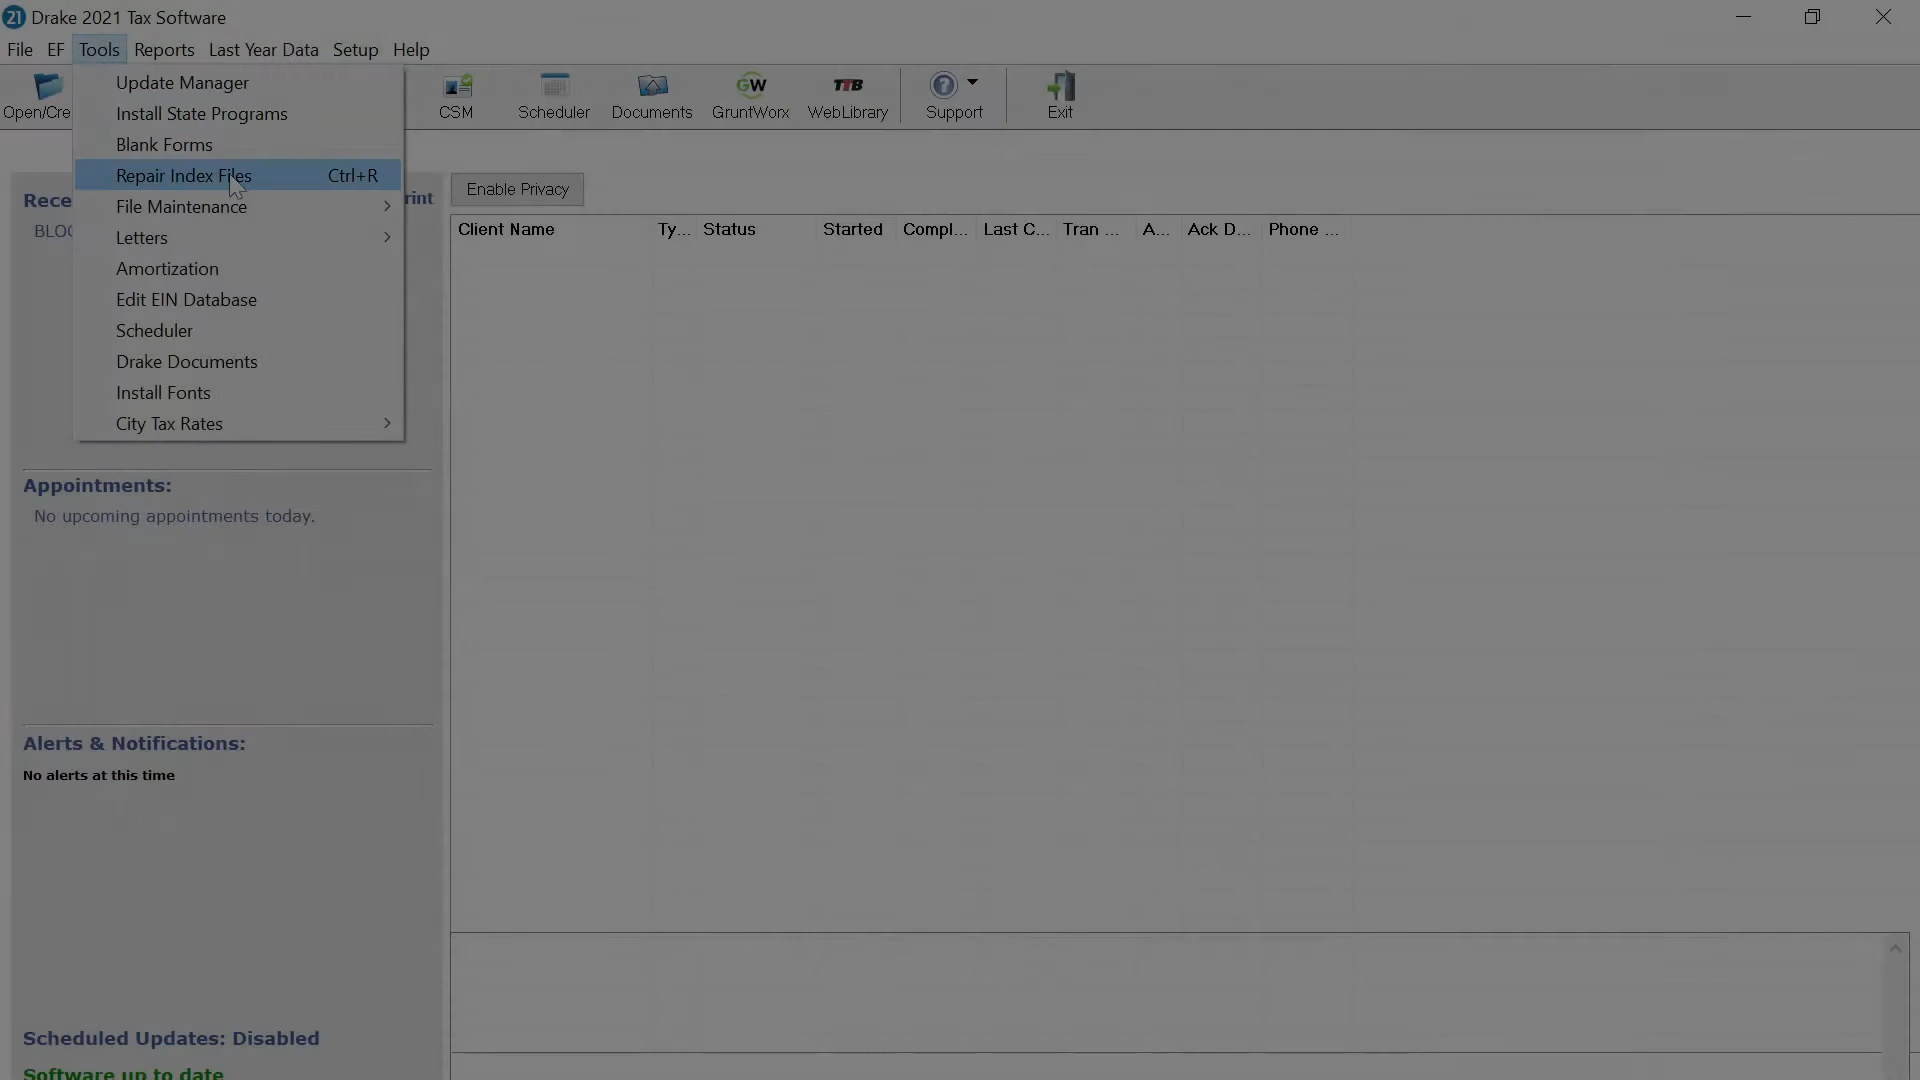 21 Drake 2021 Tax Software
File EF Tools Reports Last Year Data Setup Help
Open/Cre
CSM
Scheduler
Documents
GW
GruntWorx
TTB
WebLibrary
?
Support
Exit
Update Manager
Install State Programs
Blank Forms
Repair Index Files Ctrl+R
File Maintenance
Letters
Amortization
Edit EIN Database
Scheduler
Drake Documents
Install Fonts
City Tax Rates
Rece
rint
BLOC
Enable Privacy
Client Name Ty... Status Started Compl... Last C... Tran ... A... Ack D... Phone ...
Appointments:
No upcoming appointments today.
Alerts & Notifications:
No alerts at this time
Scheduled Updates: Disabled
Software up to date